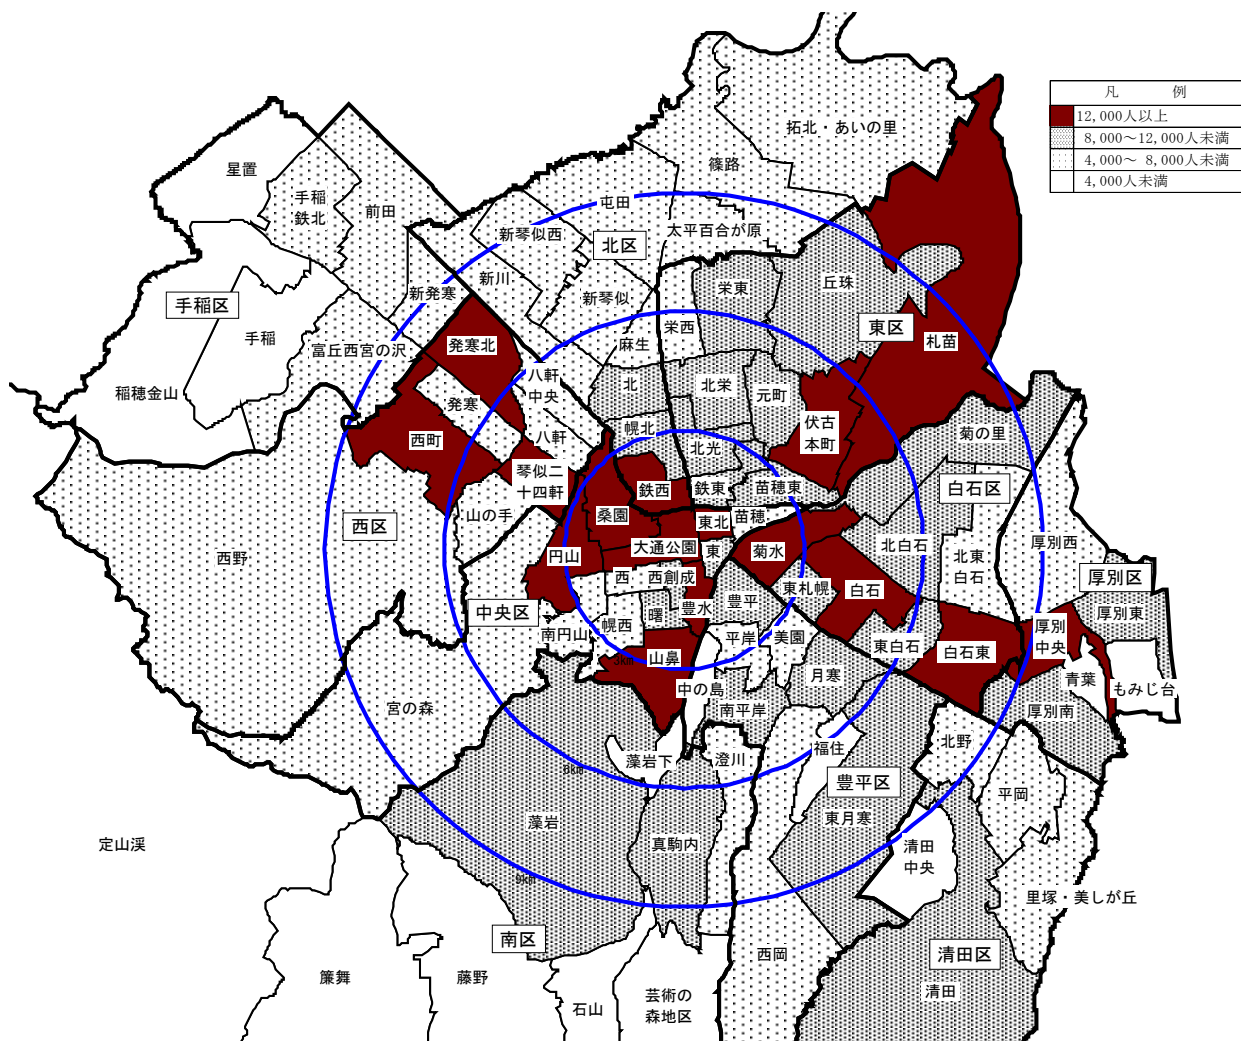 凡　例
12,000人以上
8,000～12,000人未満
4,000～ 8,000人未満
4,000人未満
拓北・あいの里
篠路
星置
手稲
鉄北
前田
屯田
新琴似西
北区
太平百合が原
新川
新発寒
新琴似
栄東
丘珠
手稲区
手稲
富丘西宮の沢
稲穂金山
発寒北
麻生
栄西
東区
札苗
八軒
中央
発寒
北
北栄
元町
伏古
本町
西町
八軒
幌北
北光
菊の里
琴似二
十四軒
鉄西
鉄東
苗穂東
白石区
西区
山の手
桑園
東北
苗穂
西野
円山
大通公園
東
菊水
北白石
北東
白石
厚別西
厚別区
西
西創成
東札幌
白石
中央区
南円山
幌西
曙
豊水
豊平
厚別東
平岸
美園
東白石
白石東
厚別
中央
山鼻
3km
中の島
月寒
青葉
もみじ台
宮の森
南平岸
厚別南
藻岩下
澄川
福住
北野
6km
豊平区
平岡
藻岩
東月寒
定山渓
真駒内
清田
中央
9km
里塚・美しが丘
南区
西岡
清田区
簾舞
藤野
石山
芸術の
森地区
清田